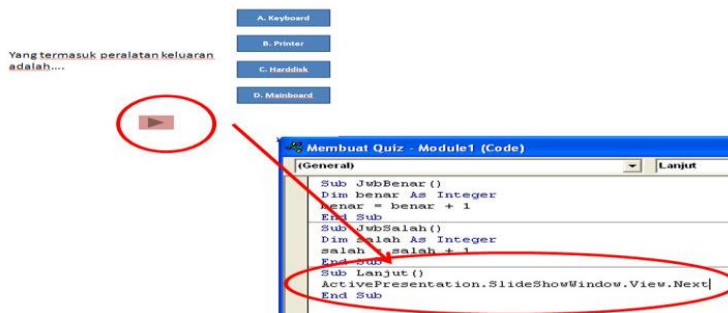 A. Keyboard
B. Printer
Yang termasuk peralatan keluaran
adalah....
C. Harddisk
D. Mainboard
Membuat Quiz - Module1 (Code)
(General)
Lanjut
Sub JwbBenar()
Dim benar As Integer
benar = benar + 1
End Sub
Sub JwbSalah()
Dim salah As Integer
salah = salah + 1
End Sub
Sub Lanjut()
ActivePresentation.SlideShowWindow.View.Next
End Sub